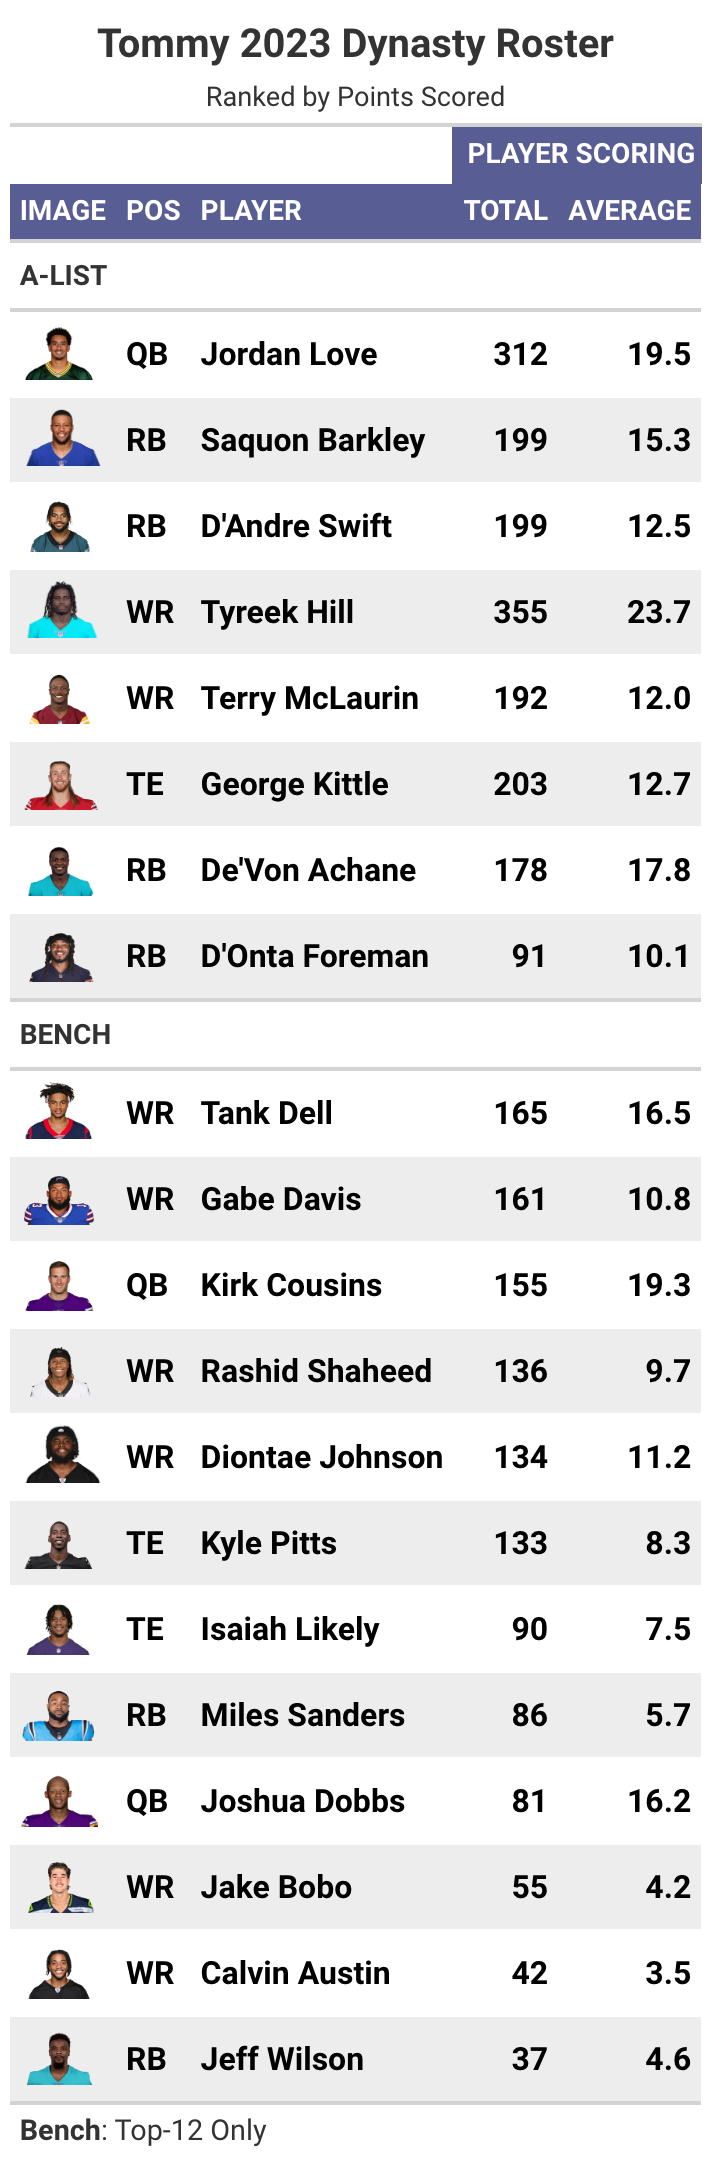 Tommy 2023 Dynasty Roster
Ranked by Points Scored
PLAYER SCORING
IMAGE POS PLAYER TOTAL AVERAGE
A-LIST
QB Jordan Love 312 19.5
RB Saquon Barkley 199 15.3
RB D'Andre Swift 199 12.5
WR Tyreek Hill 355 23.7
WR Terry McLaurin 192 12.0
TE George Kittle 203 12.7
RB De'Von Achane 178 17.8
RB D'Onta Foreman 91 10.1
BENCH
WR Tank Dell 165 16.5
WR Gabe Davis 161 10.8
QB Kirk Cousins 155 19.3
WR Rashid Shaheed 136 9.7
WR Diontae Johnson 134 11.2
TE Kyle Pitts 133 8.3
TE Isaiah Likely 90 7.5
RB Miles Sanders 86 5.7
QB Joshua Dobbs 81 16.2
WR Jake Bobo 55 4.2
WR Calvin Austin 42 3.5
RB Jeff Wilson 37 4.6
Bench: Top-12 Only